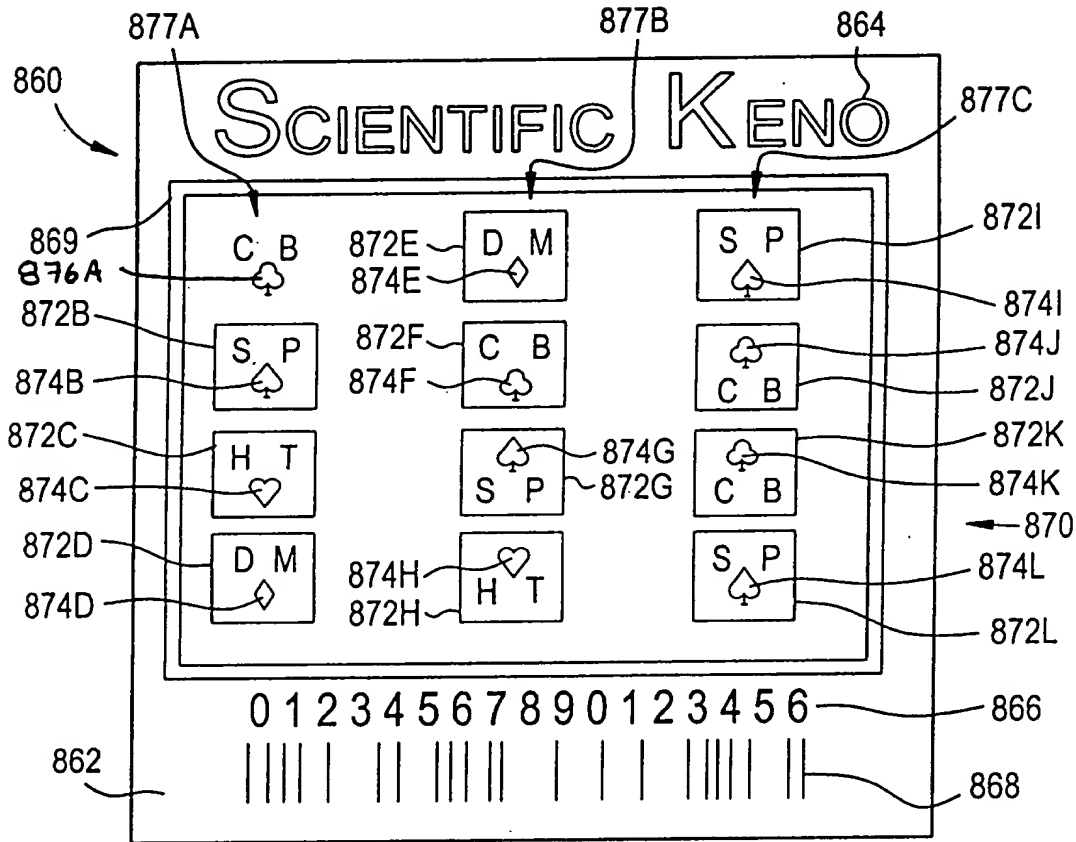 877A 877B 864
860 SCIENTIFIC KENO 877C
869 C B 872E D M S P 872I
876A 874E 874I
872B S P 872F C B 874J
874B 874F C B 872J
872C H T 874G 872K
874C S P 872G C B 874K
870
872D D M 874H S P 874L
874D 872H H T 872L
0 1 2 3 4 5 6 7 8 9 0 1 2 3 4 5 6 866
862 868